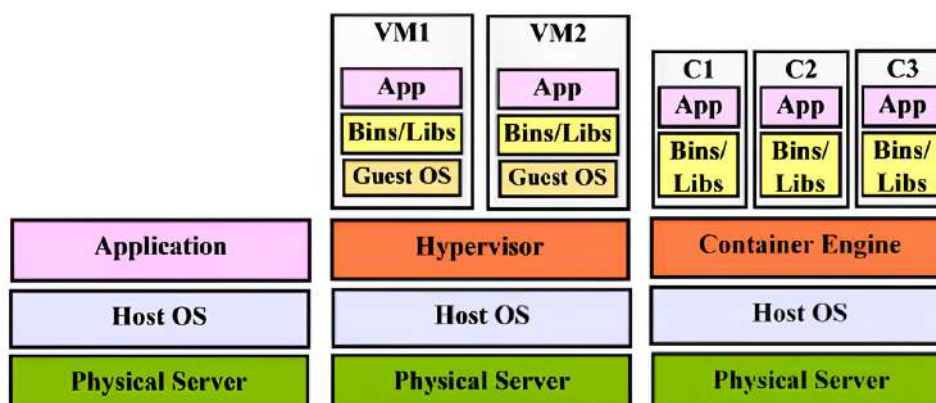 VM1
VM2
App
App
Bins/Libs
Bins/Libs
Guest OS
Guest OS
C1
C2
C3
App
App
App
Bins/
Libs
Bins/
Libs
Bins/
Libs
Application
Hypervisor
Container Engine
Host OS
Host OS
Host OS
Physical Server
Physical Server
Physical Server